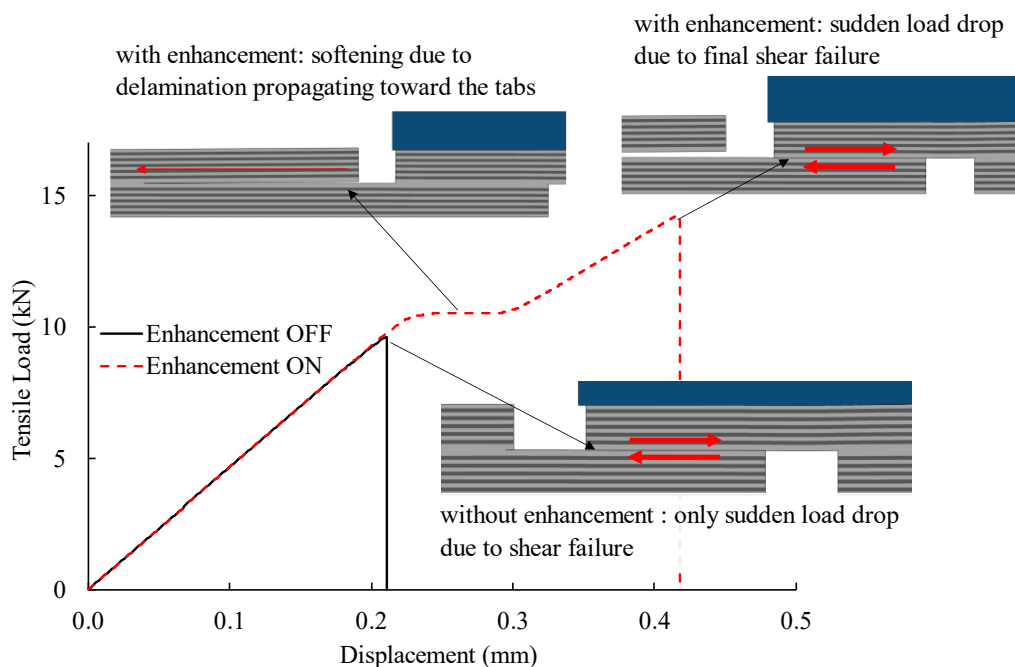 with enhancement: softening due to
delamination propagating toward the tabs
with enhancement: sudden load drop
due to final shear failure
15
10
5
0
Tensile Load (kN)
Enhancement OFF
Enhancement ON
without enhancement : only sudden load drop
due to shear failure
0.0
0.1
0.2
0.3
0.4
0.5
Displacement (mm)